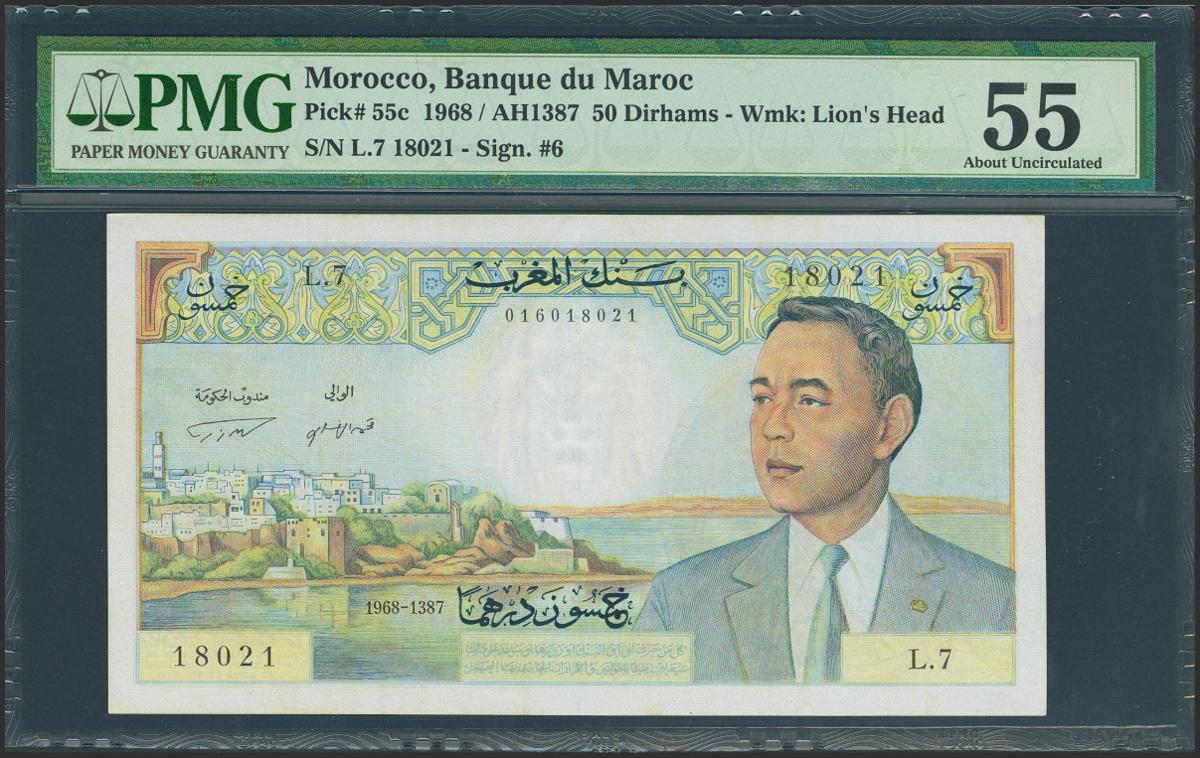 PMG
PAPER MONEY GUARANTY
Morocco, Banque du Maroc
Pick# 55c 1968 / AH1387 50 Dirhams - Wmk: Lion's Head
S/N L.7 18021 - Sign. #6
55
About Uncirculated
خمسون
L.7
بنك المغرب
18021
خمسون
016018021
مندوب الحكومة
الوالي
1968-1387
خمسون درهما
18021
L.7